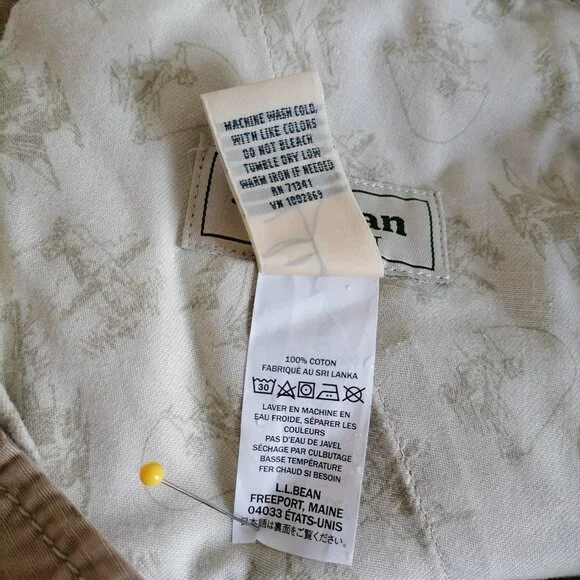 MACHINE WASH COLD,
WITH LIKE COLORS
DO NOT BLEACH
TUMBLE DRY LOW
WARM IRON IF NEEDED
RN 71341
VN 1002869
an
100% COTON
FABRIQUÉ AU SRI LANKA
30
LAVER EN MACHINE EN
EAU FROIDE, SÉPARER LES
COULEURS
PAS D'EAU DE JAVEL
SÉCHAGE PAR CULBUTAGE
BASSE TEMPÉRATURE
FER CHAUD SI BESOIN
L.L.BEAN
FREEPORT, MAINE
04033 ÉTATS-UNIS
日本語は裏面をご覧ください。